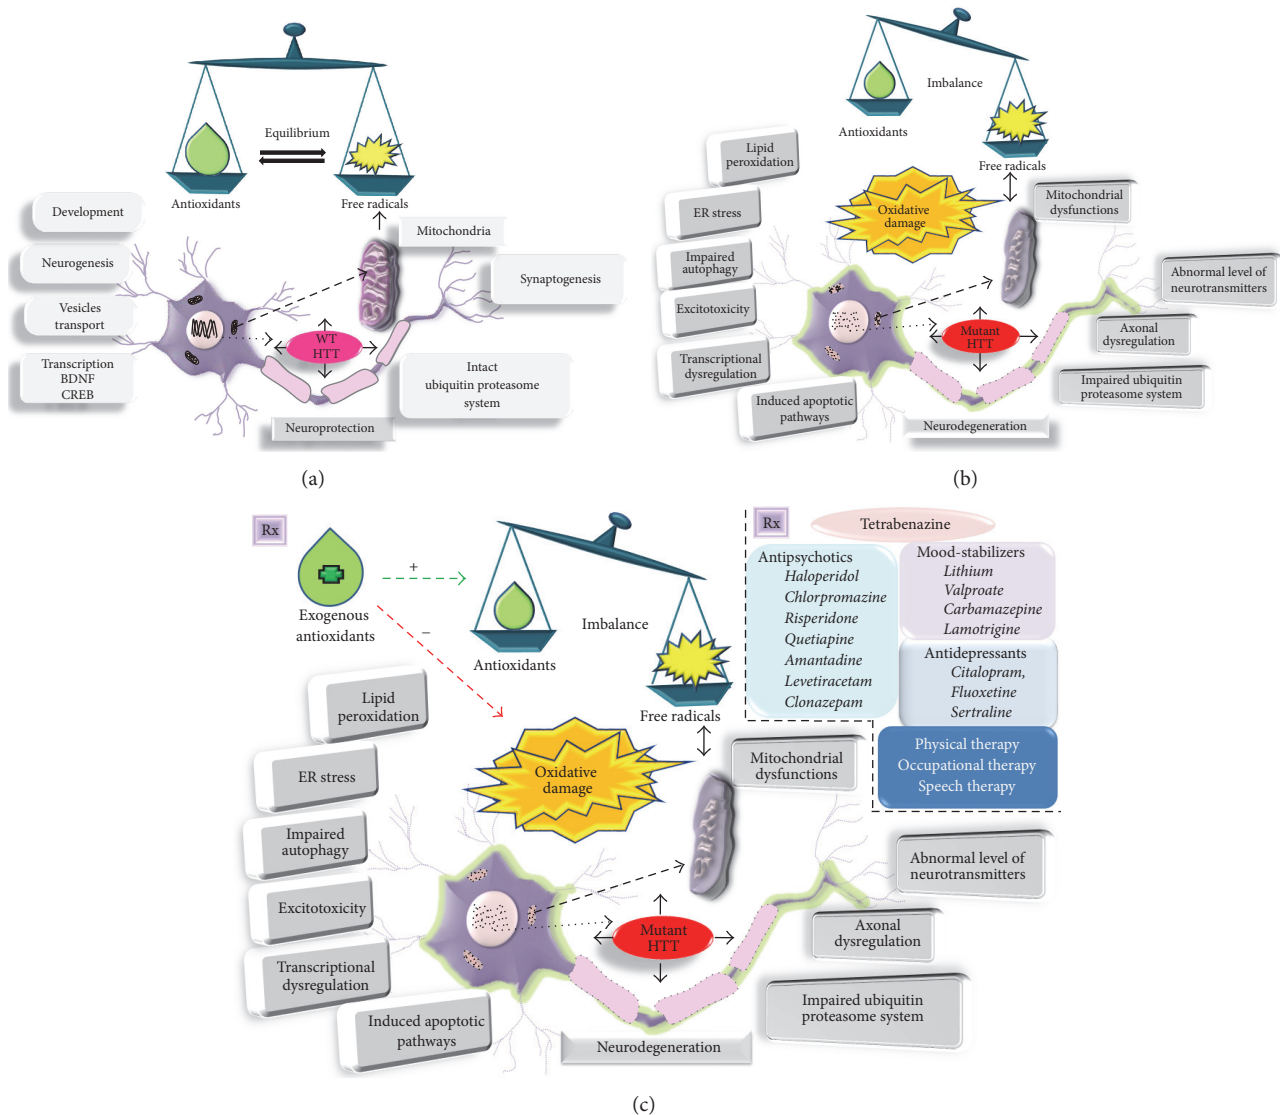 Equilibrium
Antioxidants
Free radicals
Development
Neurogenesis
Vesicles
transport
Transcription
BDNF
CREB
Mitochondria
Synaptogenesis
WT
HTT
Intact
ubiquitin proteasome
system
Neuroprotection
(a)
Imbalance
Antioxidants
Free radicals
Lipid
peroxidation
ER stress
Impaired
autophagy
Excitotoxicity
Transcriptional
dysregulation
Induced apoptotic
pathways
Oxidative
damage
Mitochondrial
dysfunctions
Abnormal level of
neurotransmitters
Axonal
dysregulation
Mutant
HTT
Impaired ubiquitin
proteasome system
Neurodegeneration
(b)
Rx
Exogenous
antioxidants
+
−
Imbalance
Antioxidants
Free radicals
Rx
Tetrabenazine
Antipsychotics
Haloperidol
Chlorpromazine
Risperidone
Quetiapine
Amantadine
Levetiracetam
Clonazepam
Mood-stabilizers
Lithium
Valproate
Carbamazepine
Lamotrigine
Antidepressants
Citalopram,
Fluoxetine
Sertraline
Physical therapy
Occupational therapy
Speech therapy
Lipid
peroxidation
ER stress
Impaired
autophagy
Excitotoxicity
Transcriptional
dysregulation
Induced apoptotic
pathways
Oxidative
damage
Mitochondrial
dysfunctions
Abnormal level of
neurotransmitters
Axonal
dysregulation
Mutant
HTT
Impaired ubiquitin
proteasome system
Neurodegeneration
(c)